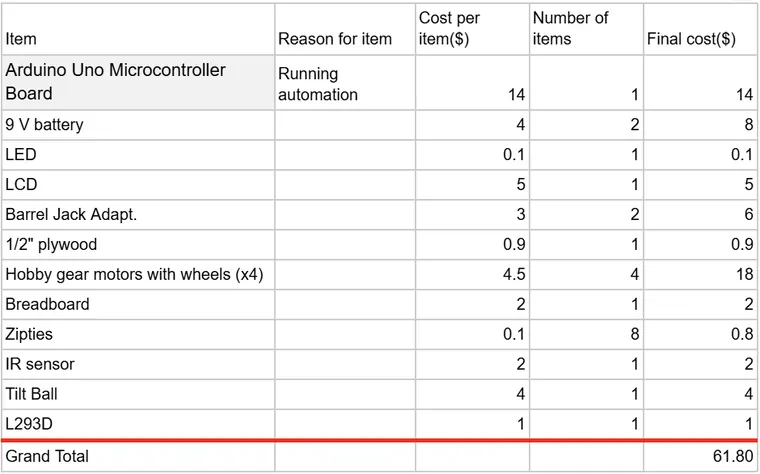 Item Reason for item Cost per item($) Number of items Final cost($)
Arduino Uno Microcontroller Board Running automation 14 1 14
9 V battery 4 2 8
LED 0.1 1 0.1
LCD 5 1 5
Barrel Jack Adapt. 3 2 6
1/2" plywood 0.9 1 0.9
Hobby gear motors with wheels (x4) 4.5 4 18
Breadboard 2 1 2
Zipties 0.1 8 0.8
IR sensor 2 1 2
Tilt Ball 4 1 4
L293D 1 1 1
Grand Total 61.80